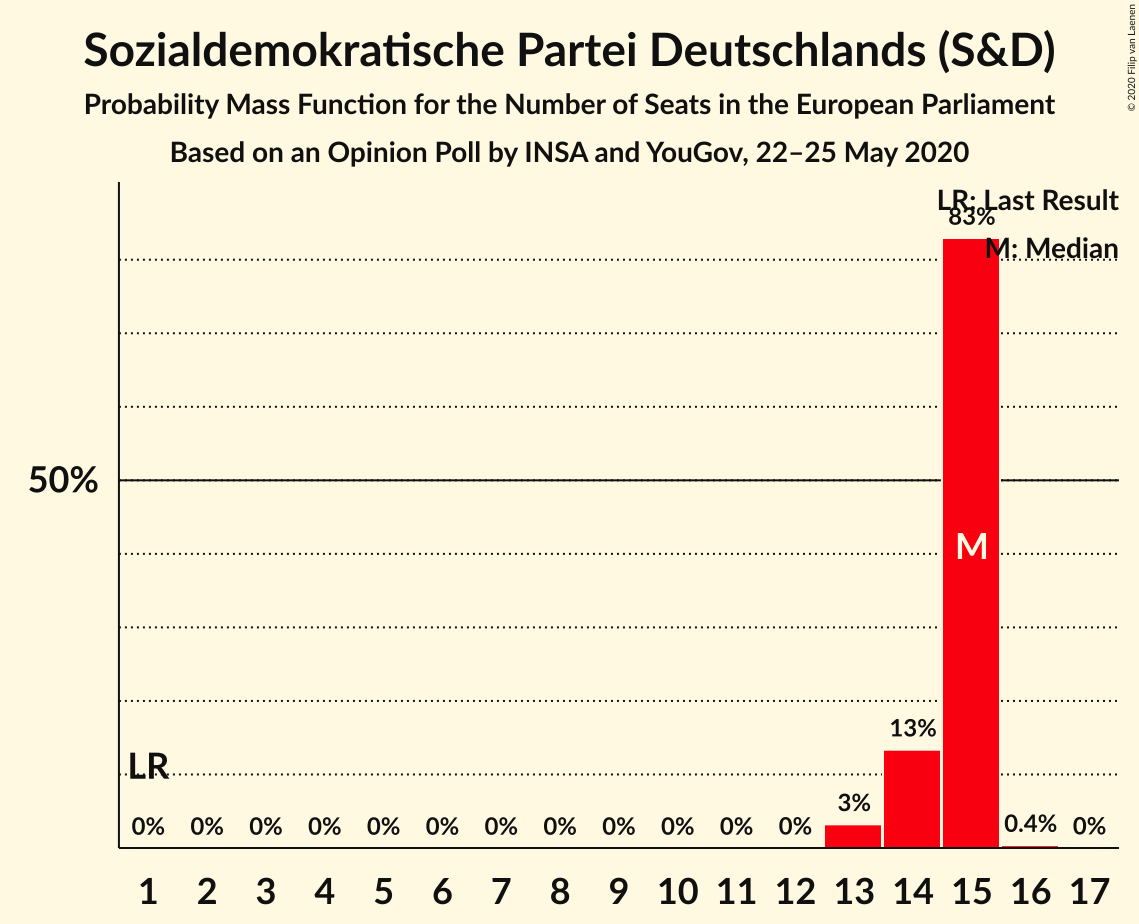 Sozialdemokratische Partei Deutschlands (S&D)
Probability Mass Function for the Number of Seats in the European Parliament
Based on an Opinion Poll by INSA and YouGov, 22–25 May 2020
© 2020 Filip van Laenen
LR: Last Result
83%
M: Median
50%
M
13%
LR
3%
0% 0% 0% 0% 0% 0% 0% 0% 0% 0% 0% 0% 0.4% 0%
1 2 3 4 5 6 7 8 9 10 11 12 13 14 15 16 17